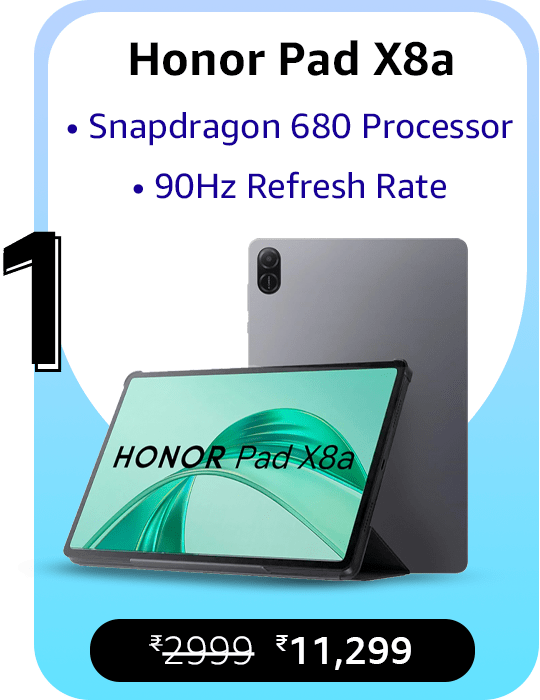 Honor Pad X8a
• Snapdragon 680 Processor
• 90Hz Refresh Rate
1
HONOR Pad X8a
₹2999 ₹11,299